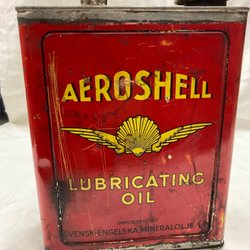 AEROSHELL
LUBRICATING
OIL
IMPORTED BY
SVENSK-ENGELSKA MINERALOLJE